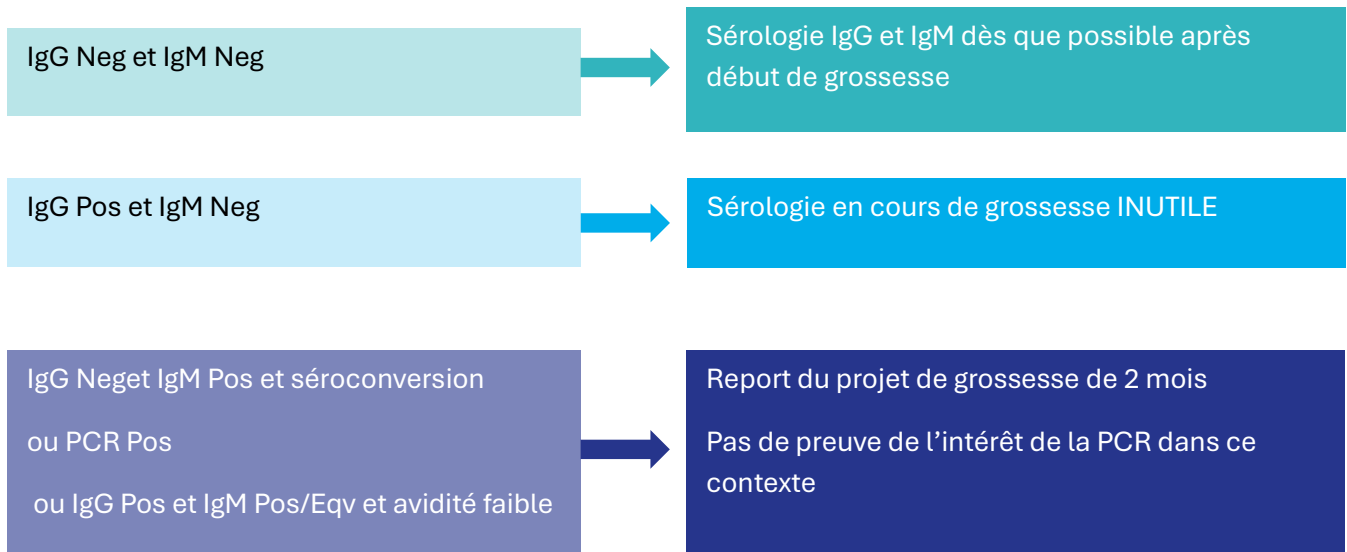 IgG Neg et IgM Neg
Sérologie IgG et IgM dès que possible après
début de grossesse
IgG Pos et IgM Neg
Sérologie en cours de grossesse INUTILE
IgG Neget IgM Pos et séroconversion
ou PCR Pos
ou IgG Pos et IgM Pos/Eqv et avidité faible
Report du projet de grossesse de 2 mois
Pas de preuve de l’intérêt de la PCR dans ce
contexte